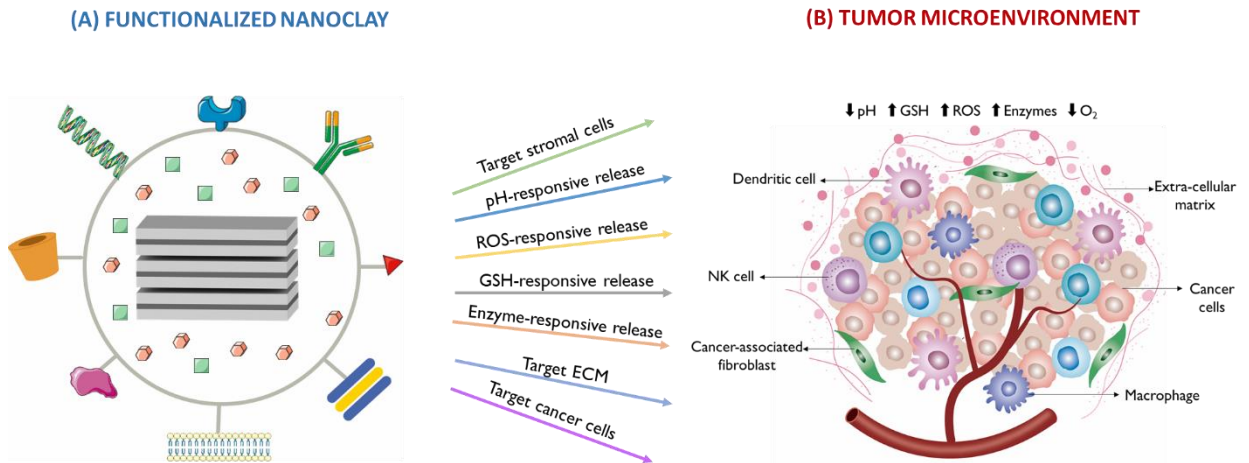 (A) FUNCTIONALIZED NANOCLAY
(B) TUMOR MICROENVIRONMENT
Target stromal cells
pH-responsive release
ROS-responsive release
GSH-responsive release
Enzyme-responsive release
Target ECM
Target cancer cells
⬇pH ⬆GSH ⬆ROS ⬆Enzymes ⬇O₂
Dendritic cell
Extra-cellular
matrix
NK cell
Cancer
cells
Cancer-associated
fibroblast
Macrophage